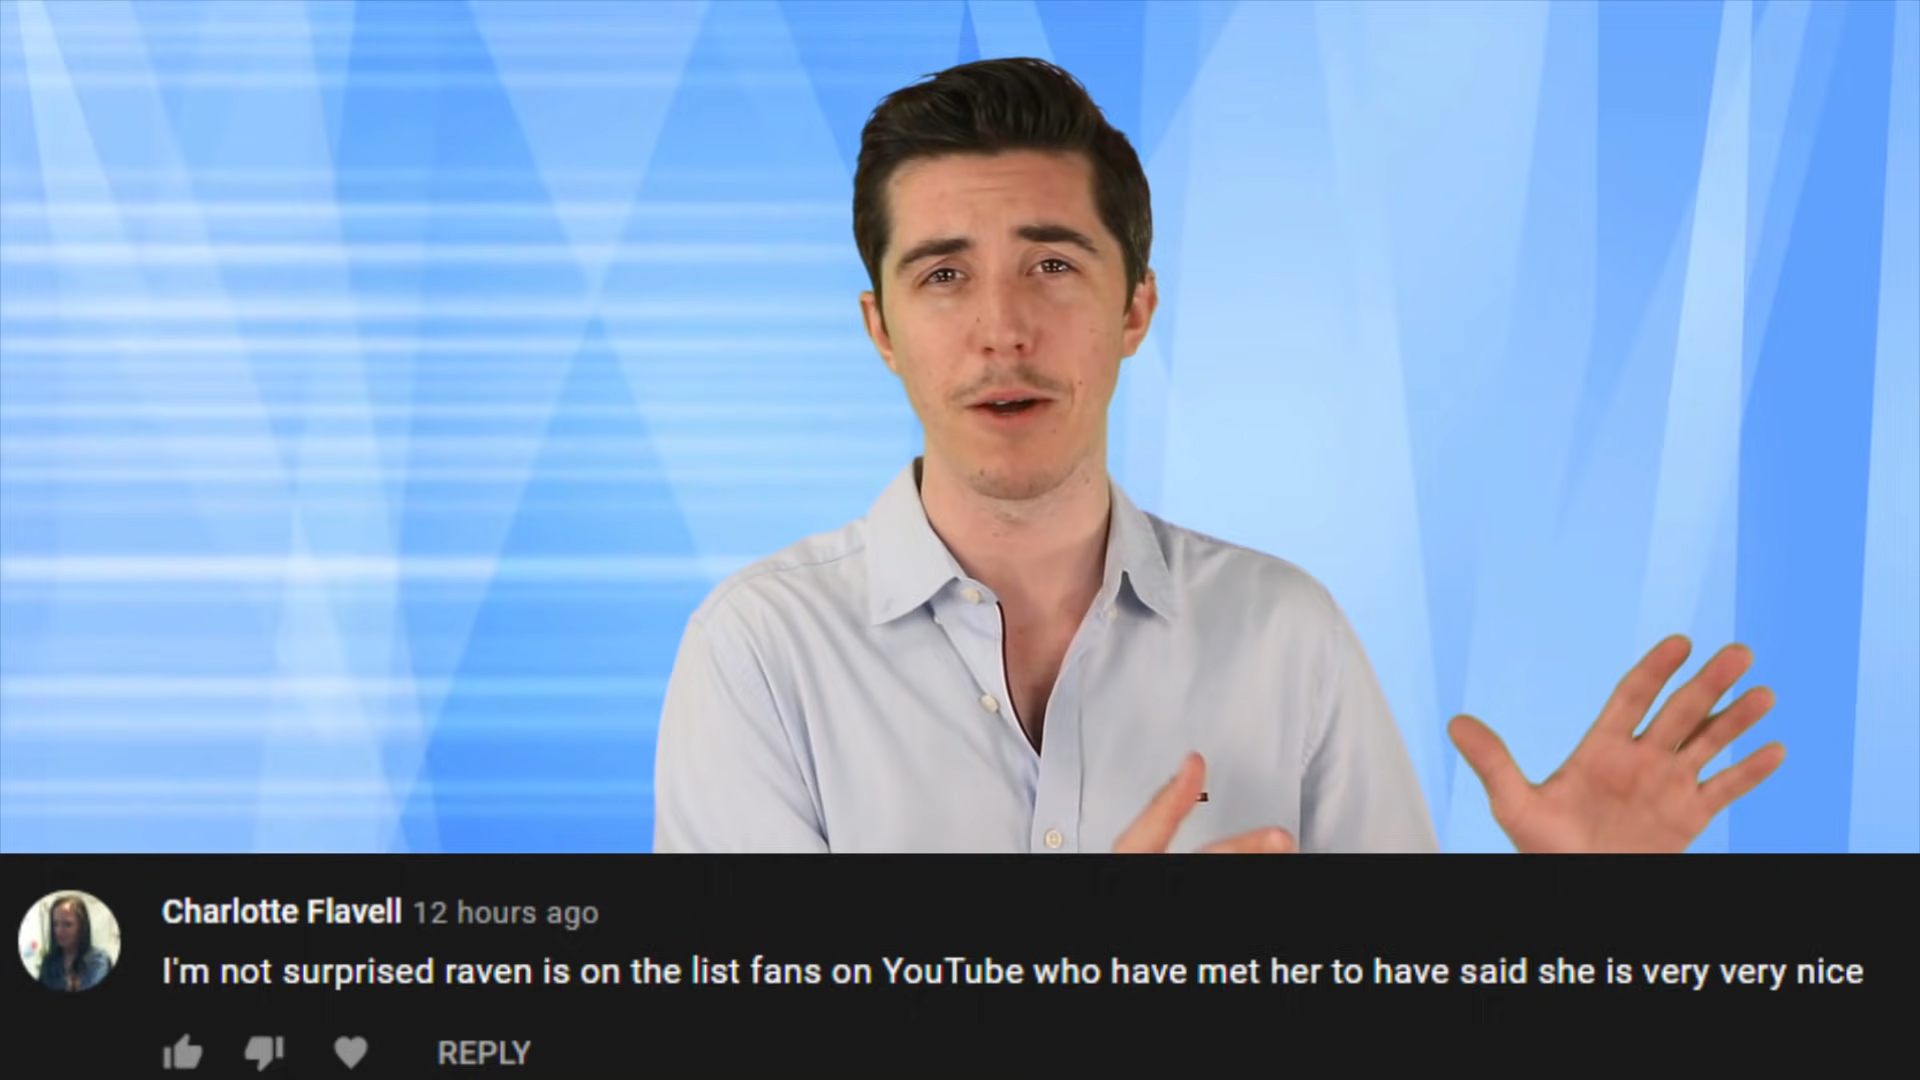 Charlotte Flavell 12 hours ago
I'm not surprised raven is on the list fans on YouTube who have met her to have said she is very very nice
REPLY